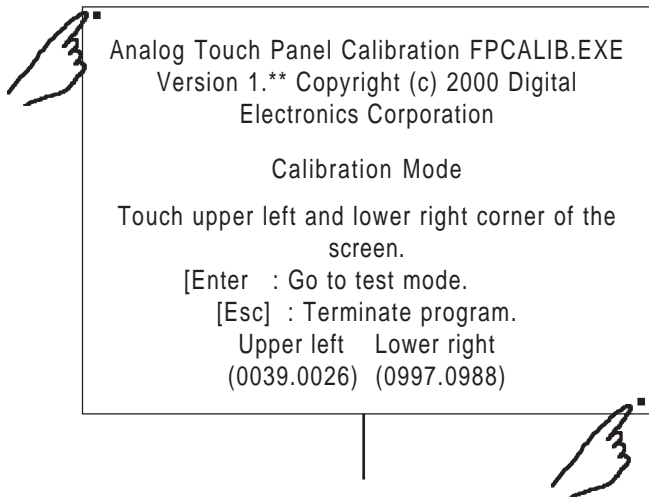 Analog Touch Panel Calibration FPCALIB.EXE
Version 1.** Copyright (c) 2000 Digital
Electronics Corporation
Calibration Mode
Touch upper left and lower right corner of the
screen.
[Enter : Go to test mode.
[Esc] : Terminate program.
Upper left Lower right
(0039.0026) (0997.0988)